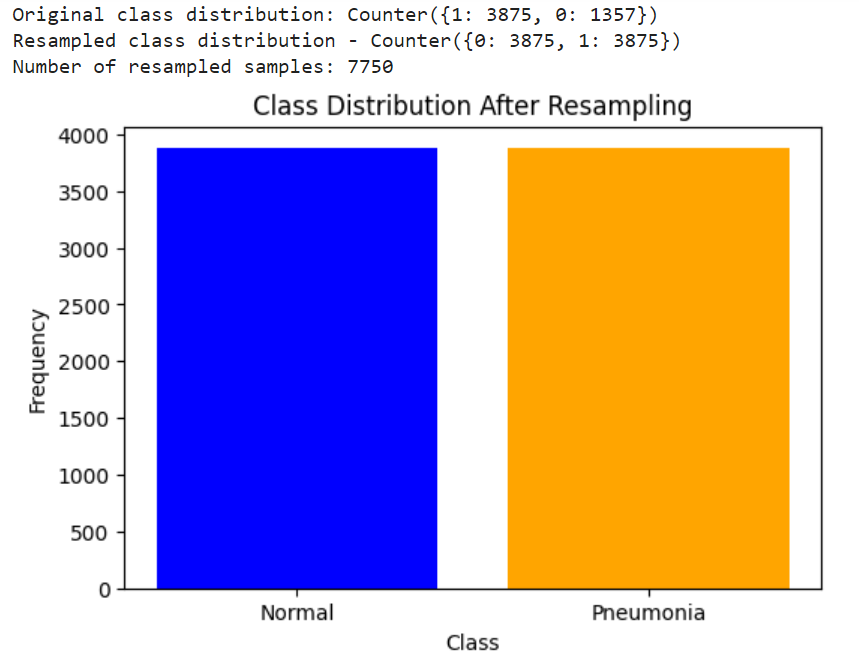 Original class distribution: Counter({1: 3875, 0: 1357})
Resampled class distribution - Counter({0: 3875, 1: 3875})
Number of resampled samples: 7750
Class Distribution After Resampling
4000
3500
3000
2500
2000
1500
1000
500
0
Frequency
Normal
Pneumonia
Class